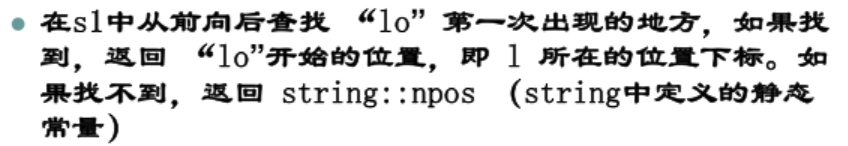 ● 在s1中从前向后查找 “lo”第一次出现的地方,如果找
到,返回 “lo”开始的位置,即 l 所在的位置下标。如
果找不到,返回 string::npos (string中定义的静态
常量)